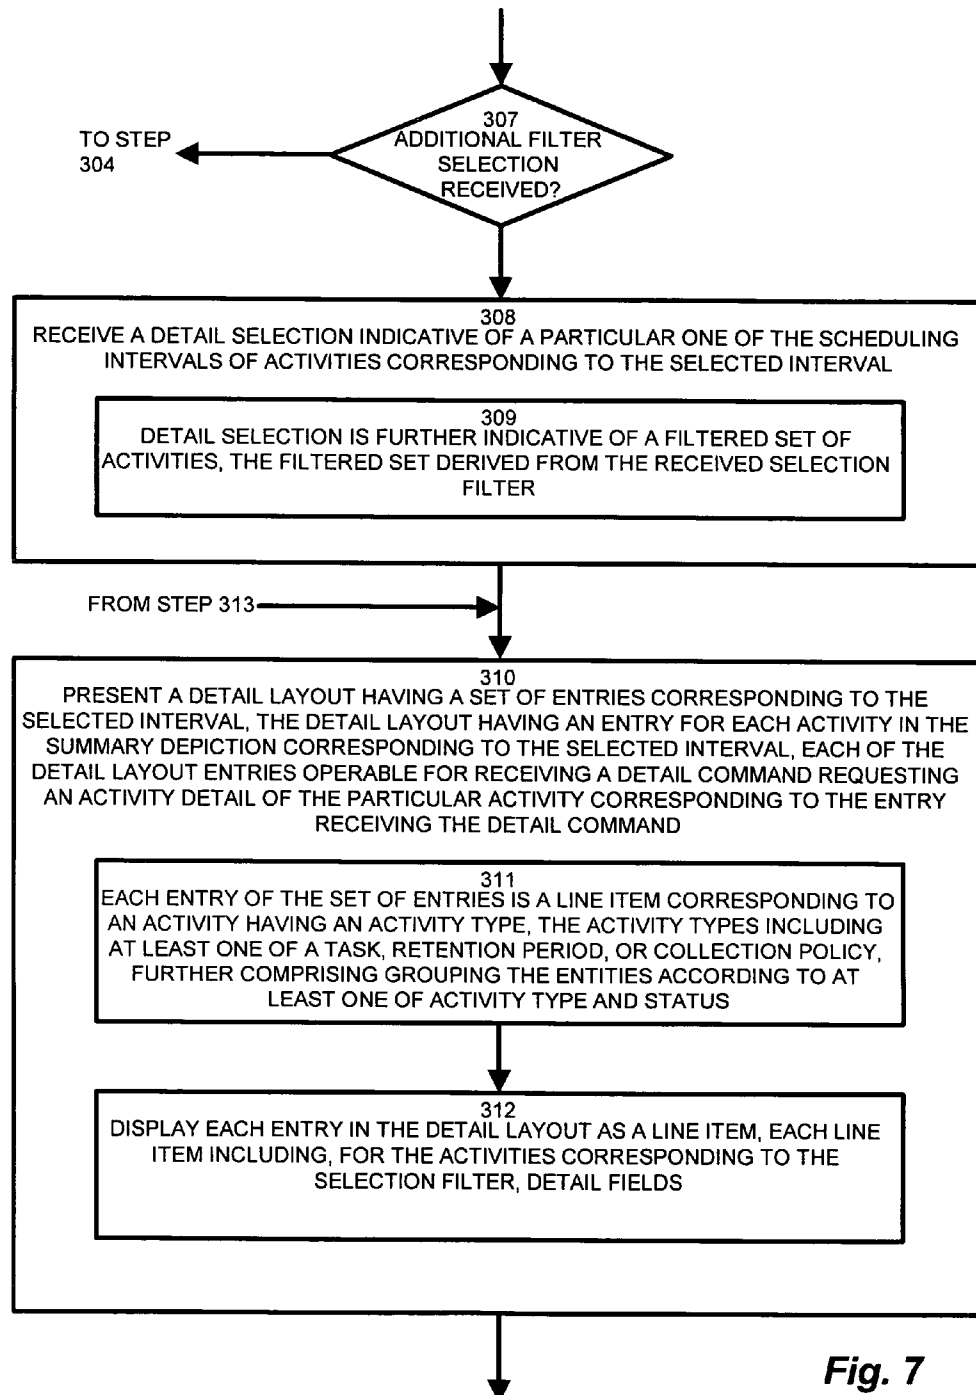 307
ADDITIONAL FILTER
SELECTION
RECEIVED?
TO STEP
304
308
RECEIVE A DETAIL SELECTION INDICATIVE OF A PARTICULAR ONE OF THE SCHEDULING
INTERVALS OF ACTIVITIES CORRESPONDING TO THE SELECTED INTERVAL
309
DETAIL SELECTION IS FURTHER INDICATIVE OF A FILTERED SET OF
ACTIVITIES, THE FILTERED SET DERIVED FROM THE RECEIVED SELECTION
FILTER
FROM STEP 313
310
PRESENT A DETAIL LAYOUT HAVING A SET OF ENTRIES CORRESPONDING TO THE
SELECTED INTERVAL, THE DETAIL LAYOUT HAVING AN ENTRY FOR EACH ACTIVITY IN THE
SUMMARY DEPICTION CORRESPONDING TO THE SELECTED INTERVAL, EACH OF THE
DETAIL LAYOUT ENTRIES OPERABLE FOR RECEIVING A DETAIL COMMAND REQUESTING
AN ACTIVITY DETAIL OF THE PARTICULAR ACTIVITY CORRESPONDING TO THE ENTRY
RECEIVING THE DETAIL COMMAND
311
EACH ENTRY OF THE SET OF ENTRIES IS A LINE ITEM CORRESPONDING TO
AN ACTIVITY HAVING AN ACTIVITY TYPE, THE ACTIVITY TYPES INCLUDING
AT LEAST ONE OF A TASK, RETENTION PERIOD, OR COLLECTION POLICY,
FURTHER COMPRISING GROUPING THE ENTITIES ACCORDING TO AT
LEAST ONE OF ACTIVITY TYPE AND STATUS
312
DISPLAY EACH ENTRY IN THE DETAIL LAYOUT AS A LINE ITEM, EACH LINE
ITEM INCLUDING, FOR THE ACTIVITIES CORRESPONDING TO THE
SELECTION FILTER, DETAIL FIELDS
Fig. 7